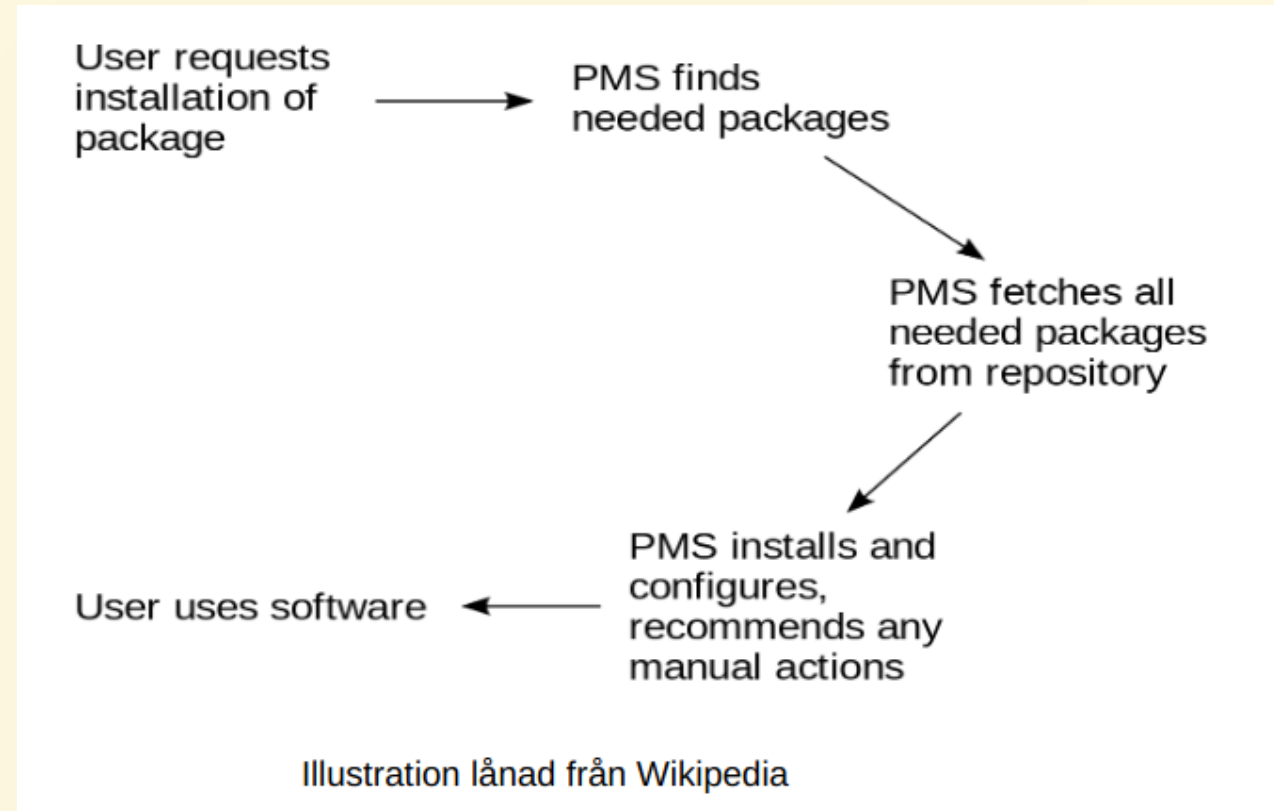 User requests
installation of
package
PMS finds
needed packages
PMS fetches all
needed packages
from repository
PMS installs and
configures,
recommends any
manual actions
User uses software
Illustration lånad från Wikipedia